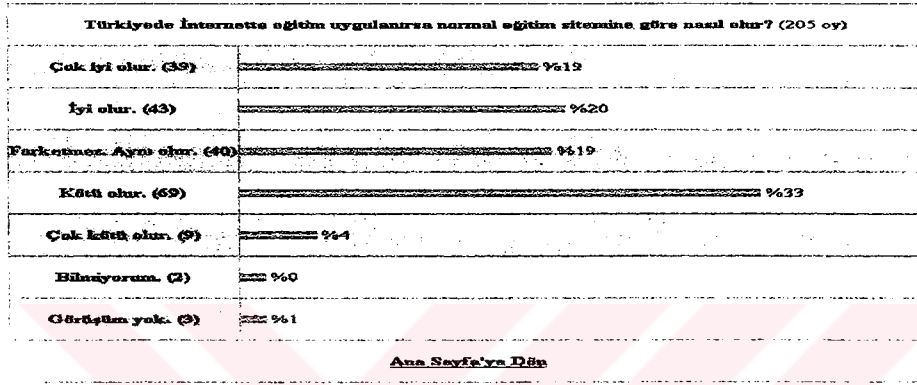 Türkiyede İnternette eğitim uygulanırsa normal eğitim sitemine göre nasıl olur? (205 oy)
Çok iyi olur. (39) %19
İyi olur. (43) %20
Farketmez. Aynı olur. (40) %19
Kötü olur. (69) %33
Çok kötü olur. (9) %4
Bilmiyorum. (2) %0
Görüşüm yok. (3) %1
Ana Sayfa'ya Dön